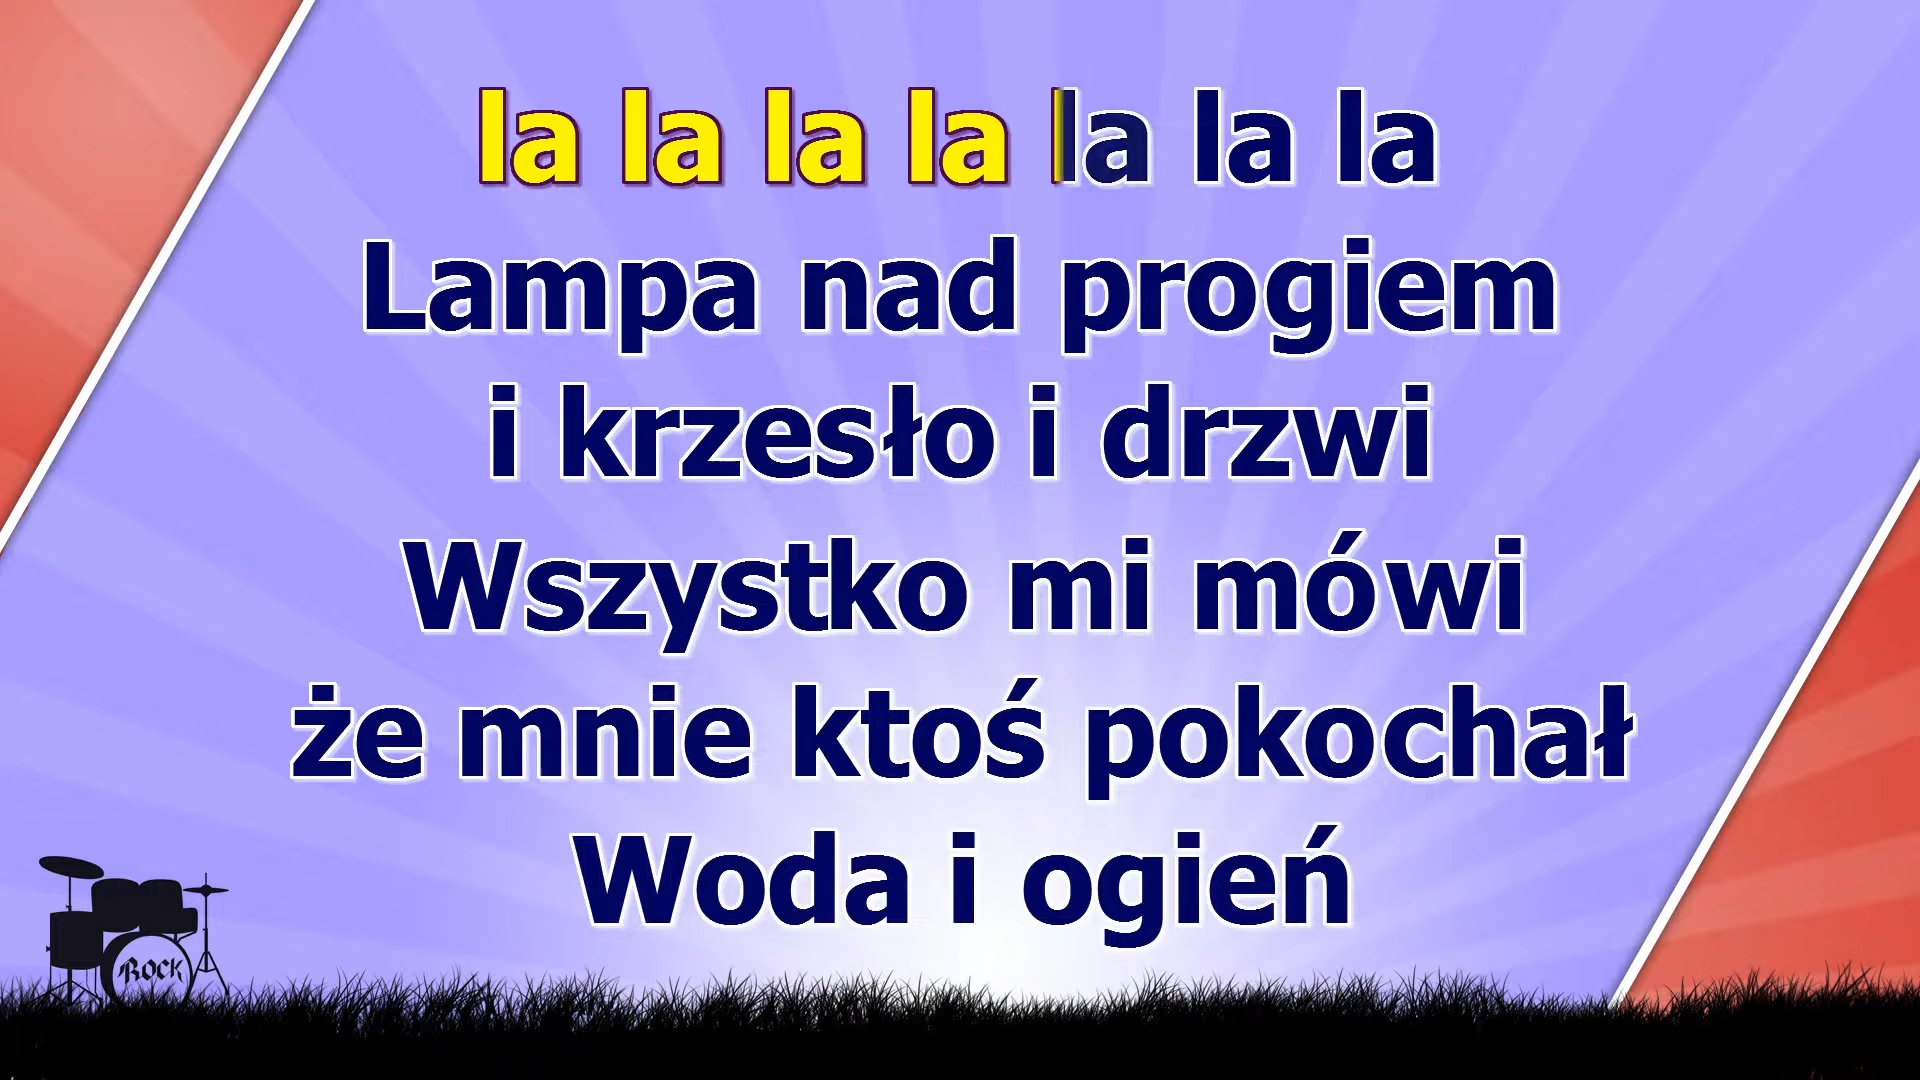 la la la la la la la
Lampa nad progiem
i krzesło i drzwi
Wszystko mi mówi
że mnie ktoś pokochał
Woda i ogień
ROCK